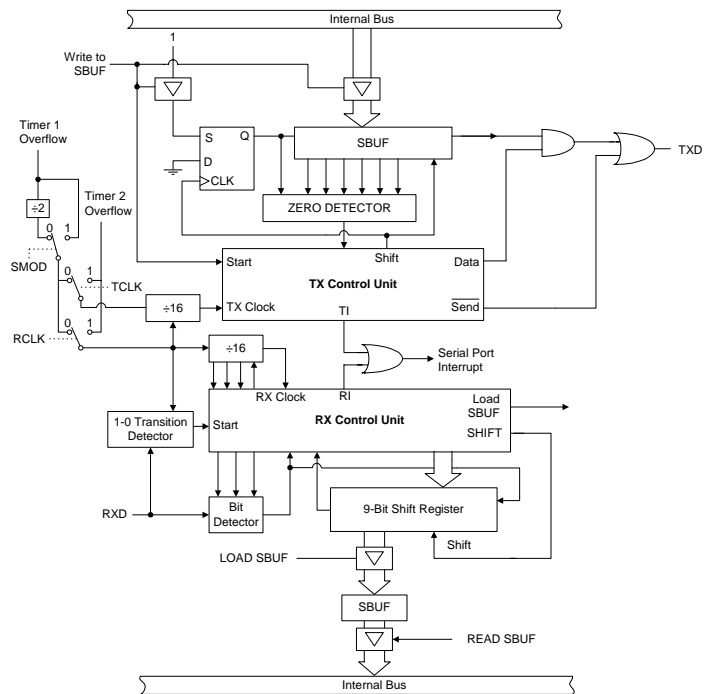 Internal Bus
1
Write to
SBUF
Timer 1
Overflow
S
Q
D
CLK
SBUF
TXD
Timer 2
Overflow
÷2
ZERO DETECTOR
0
1
SMOD
Shift
Start
Data
TX Control Unit
0
1
TCLK
÷16
TX Clock
TI
Send
0
1
RCLK
÷16
Serial Port
Interrupt
RX Clock
RI
Load
SBUF
1-0 Transition
Detector
Start
RX Control Unit
SHIFT
RXD
Bit
Detector
9-Bit Shift Register
Shift
LOAD SBUF
SBUF
READ SBUF
Internal Bus